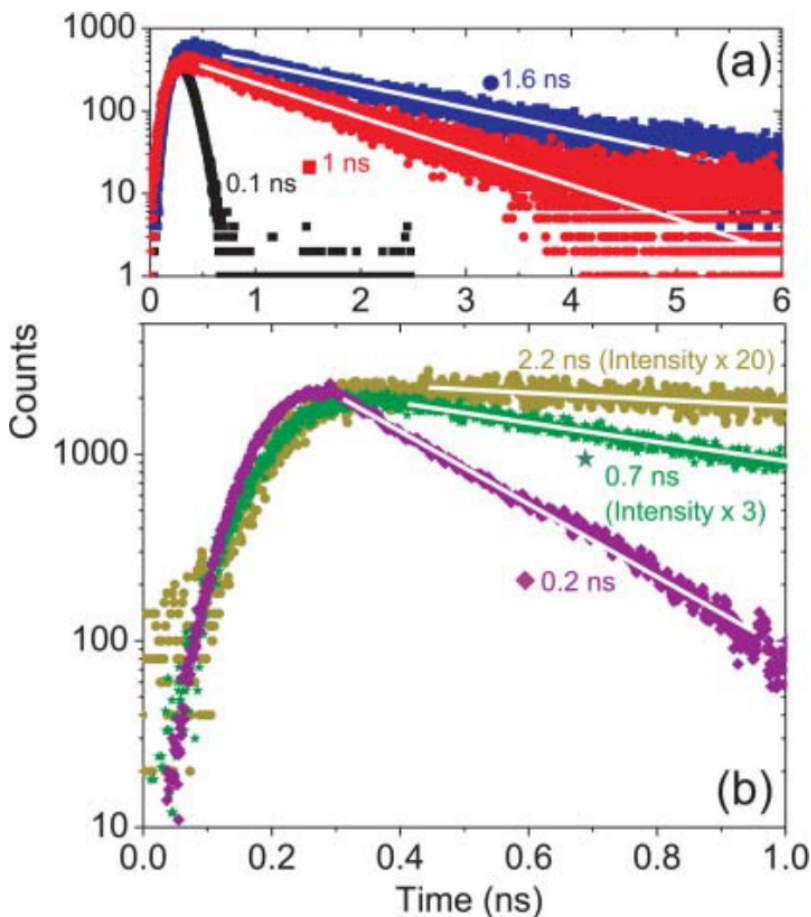 1000
(a)
1.6 ns
100
1 ns
0.1 ns
10
1
0 1 2 3 4 5 6
2.2 ns (Intensity x 20)
Counts
1000
0.7 ns
(Intensity x 3)
0.2 ns
100
(b)
10
0.0 0.2 0.4 0.6 0.8 1.0
Time (ns)